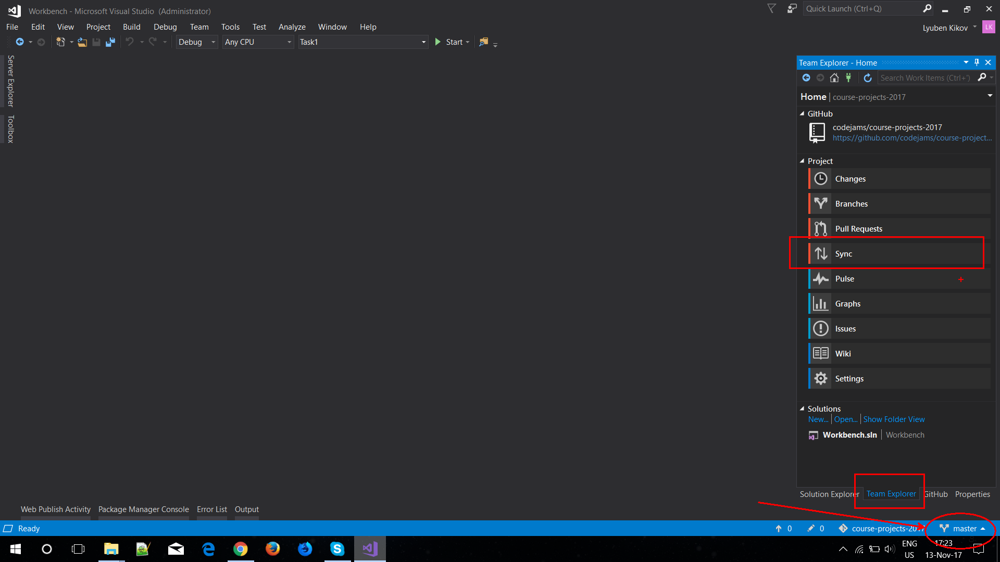 Workbench - Microsoft Visual Studio (Administrator)
Quick Launch (Ctrl+Q)
File Edit View Project Build Debug Team Tools Test Analyze Window Help
Lyuben Kikov LK
Debug Any CPU Task1 Start
Server Explorer
Toolbox
Team Explorer - Home
Search Work Items (Ctrl+')
Home | course-projects-2017
GitHub
codejams/course-projects-2017
https://github.com/codejams/course-project...
Project
Changes
Branches
Pull Requests
Sync
Pulse
Graphs
Issues
Wiki
Settings
Solutions
New... | Open... | Show Folder View
Workbench.sln | Workbench
Solution Explorer Team Explorer GitHub Properties
Web Publish Activity Package Manager Console Error List Output
Ready
0 0 course-projects-2017 master
ENG
US
17:23
13-Nov-17